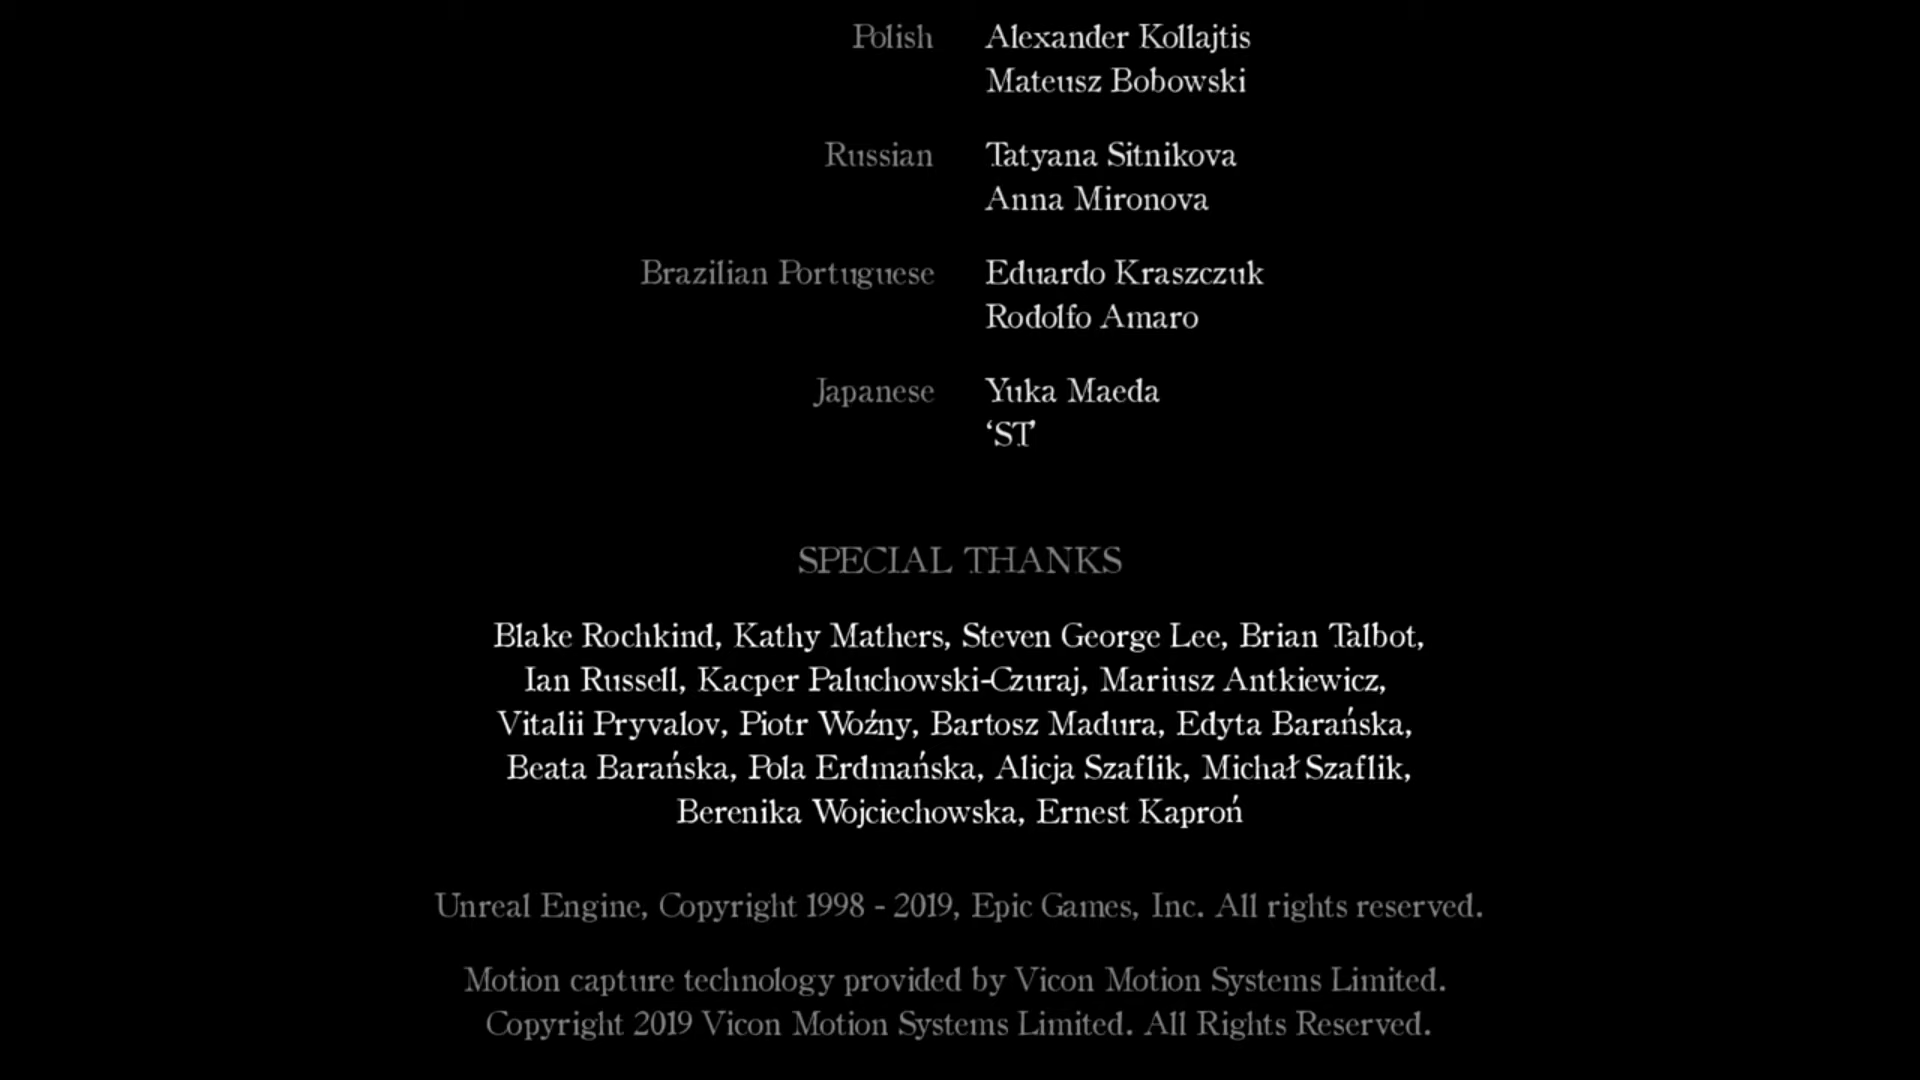 Polish Alexander Kollajtis
Mateusz Bobowski
Russian Tatyana Sitnikova
Anna Mironova
Brazilian Portuguese Eduardo Kraszczuk
Rodolfo Amaro
Japanese Yuka Maeda
‘ST’
SPECIAL THANKS
Blake Rochkind, Kathy Mathers, Steven George Lee, Brian Talbot,
Ian Russell, Kacper Paluchowski-Czuraj, Mariusz Antkiewicz,
Vitalii Pryvalov, Piotr Woźny, Bartosz Madura, Edyta Barańska,
Beata Barańska, Pola Erdmańska, Alicja Szaflik, Michał Szaflik,
Berenika Wojciechowska, Ernest Kaproń
Unreal Engine, Copyright 1998 - 2019, Epic Games, Inc. All rights reserved.
Motion capture technology provided by Vicon Motion Systems Limited.
Copyright 2019 Vicon Motion Systems Limited. All Rights Reserved.